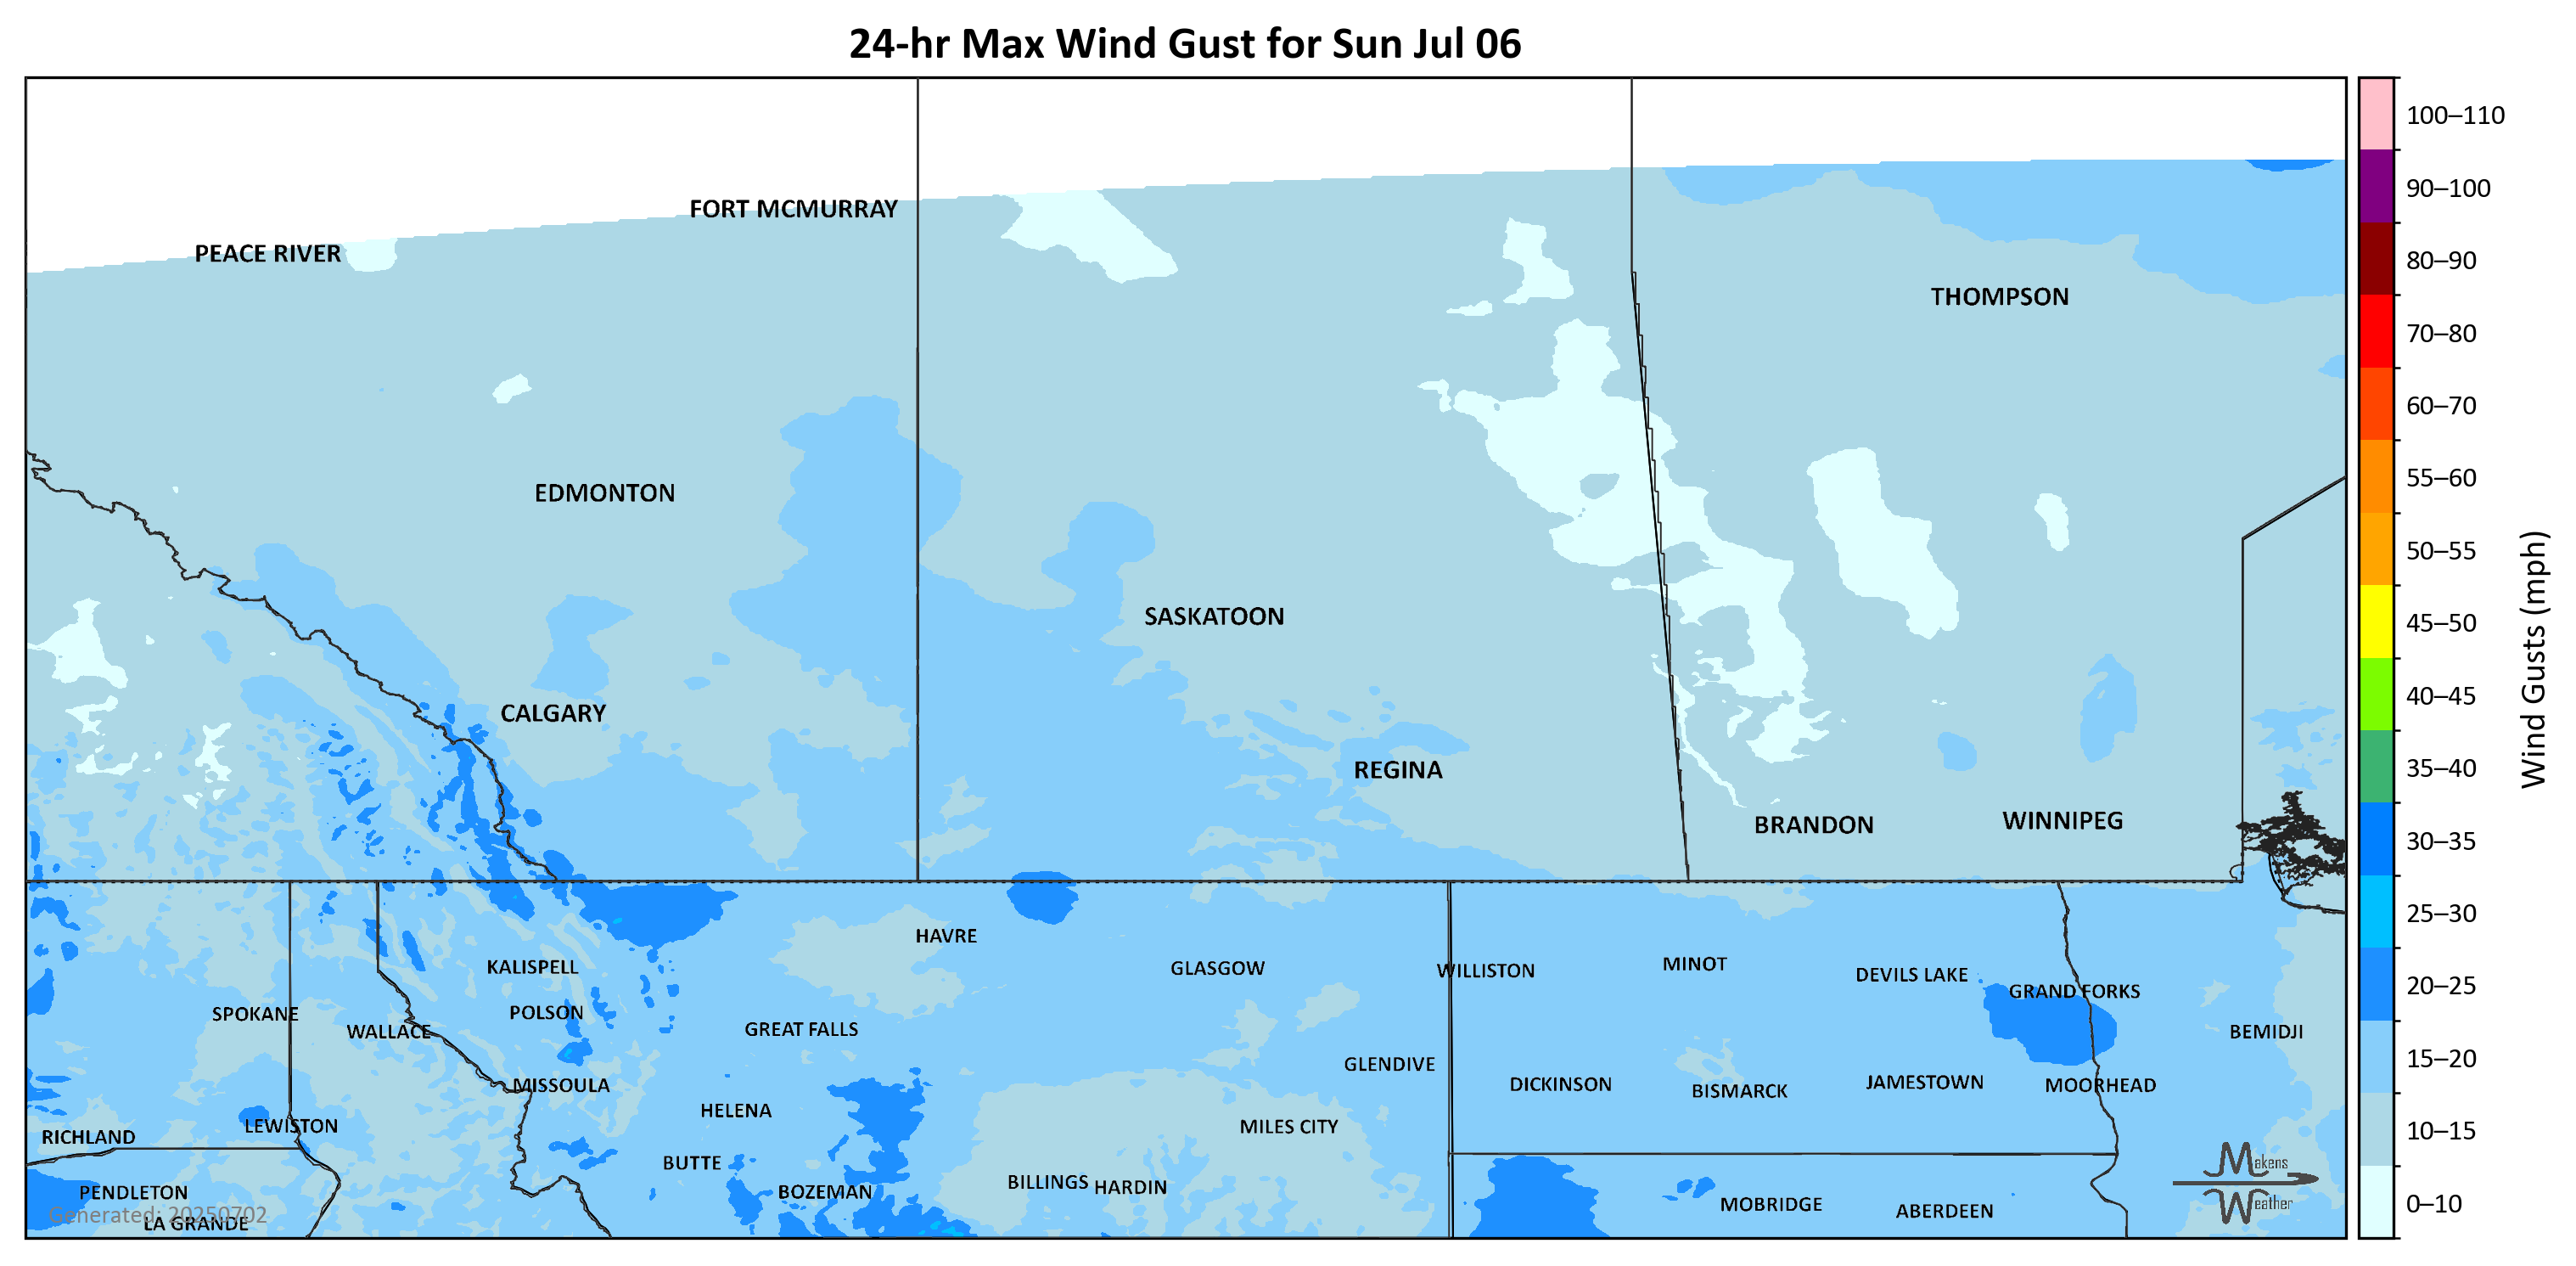 24-hr Max Wind Gust for Sun Jul 06
100–110
90–100
80–90
70–80
60–70
55–60
50–55
45–50
40–45
35–40
30–35
25–30
20–25
15–20
10–15
0–10
Wind Gusts (mph)
FORT MCMURRAY
PEACE RIVER
THOMPSON
EDMONTON
SASKATOON
CALGARY
REGINA
BRANDON
WINNIPEG
HAVRE
KALISPELL
GLASGOW
WILLISTON
MINOT
DEVILS LAKE
GRAND FORKS
SPOKANE
POLSON
WALLACE
GREAT FALLS
BEMIDJI
GLENDIVE
MISSOULA
DICKINSON
BISMARCK
JAMESTOWN
MOORHEAD
HELENA
LEWISTON
MILES CITY
RICHLAND
BUTTE
BILLINGS
HARDIN
PENDLETON
BOZEMAN
MOBRIDGE
ABERDEEN
LA GRANDE
Generated: 20250702
Makens
Weather